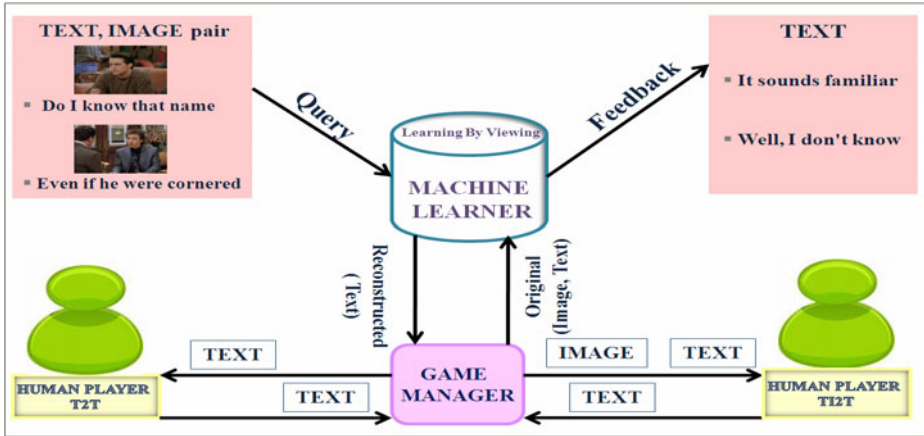 TEXT, IMAGE pair
Do I know that name
Even if he were cornered
Query
Learning By Viewing
MACHINE
LEARNER
Feedback
TEXT
It sounds familiar
Well, I don't know
Reconstructed
( Text)
Original
(Image, Text)
TEXT
TEXT
GAME
MANAGER
IMAGE
TEXT
TEXT
HUMAN PLAYER
T2T
HUMAN PLAYER
TI2T